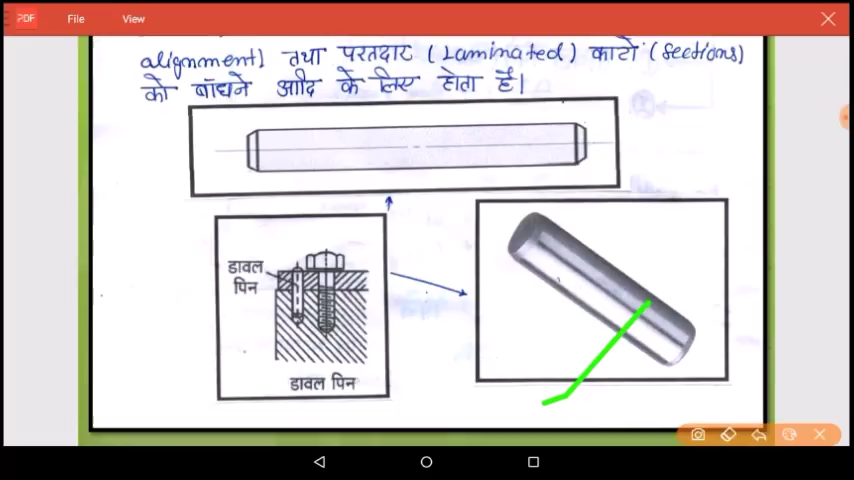 PDF File View
alignment) तथा परतदार (Laminated) काटो (Sections)
को बाँधने आदि के लिए होता है।
डावल
पिन
डावल पिन